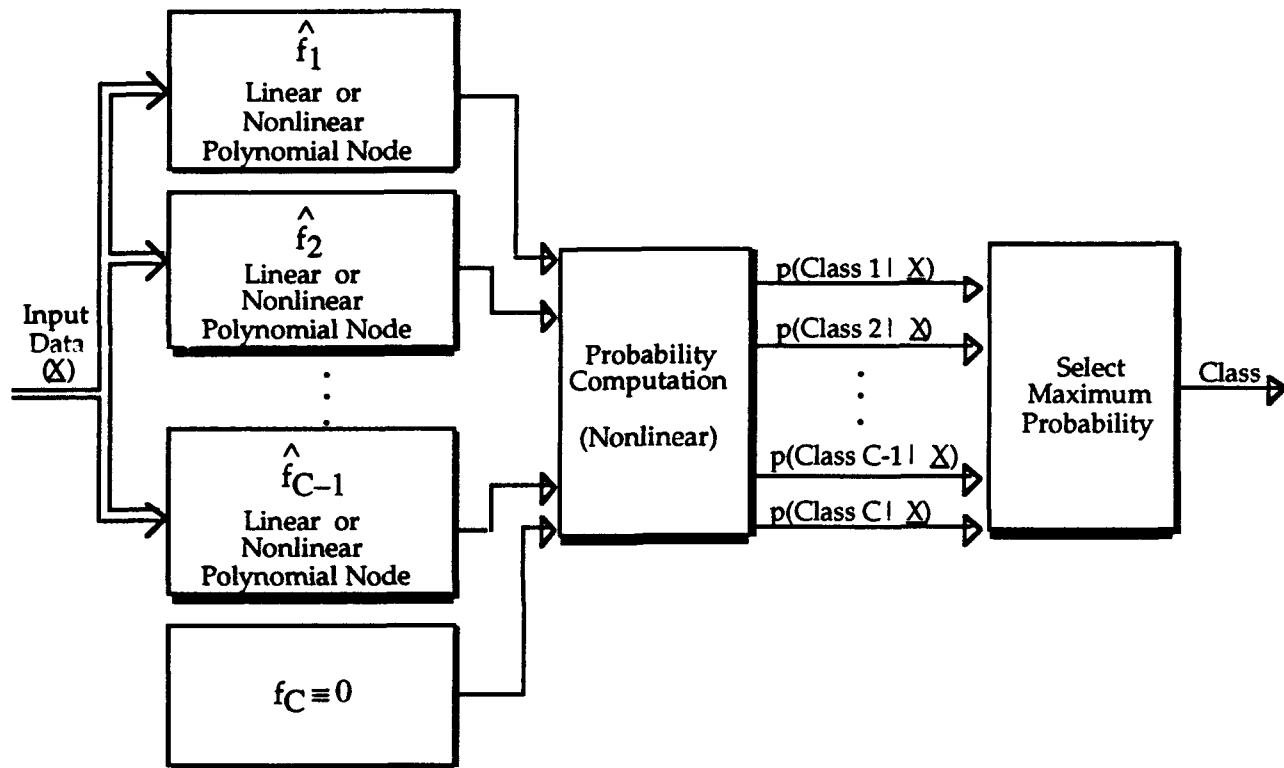 f̂1
Linear or
Nonlinear
Polynomial Node
f̂2
Linear or
Nonlinear
Polynomial Node
Input
Data
(X)
f̂C–1
Linear or
Nonlinear
Polynomial Node
fC ≡ 0
Probability
Computation
(Nonlinear)
p(Class 1 | X)
p(Class 2 | X)
p(Class C-1 | X)
p(Class C | X)
Select
Maximum
Probability
Class